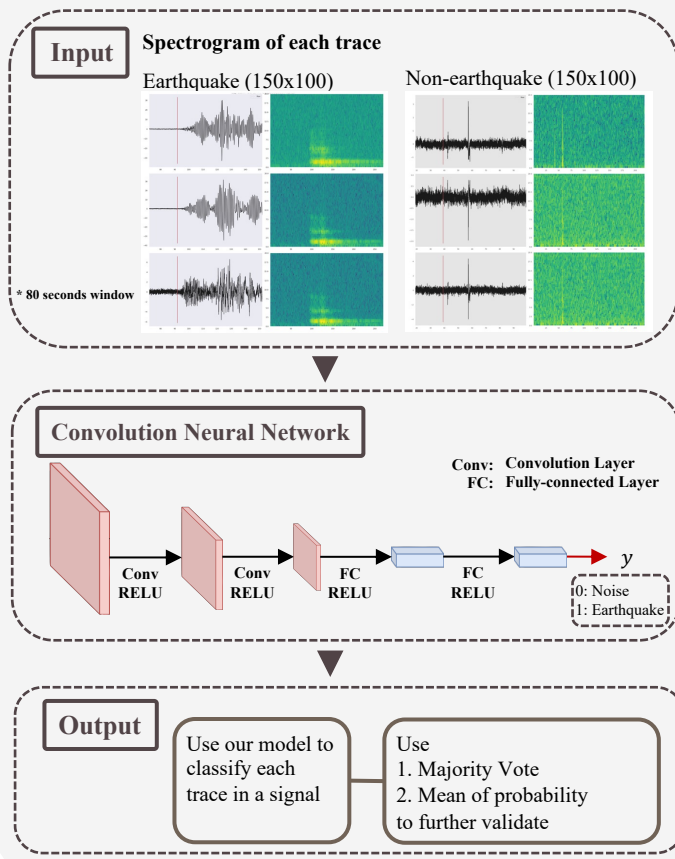 Input
Spectrogram of each trace
Earthquake (150x100)
Non-earthquake (150x100)
* 80 seconds window
Convolution Neural Network
Conv: Convolution Layer
FC: Fully-connected Layer
Conv
RELU
Conv
RELU
FC
RELU
FC
RELU
y
0: Noise
1: Earthquake
Output
Use our model to
classify each
trace in a signal
Use
1. Majority Vote
2. Mean of probability
to further validate